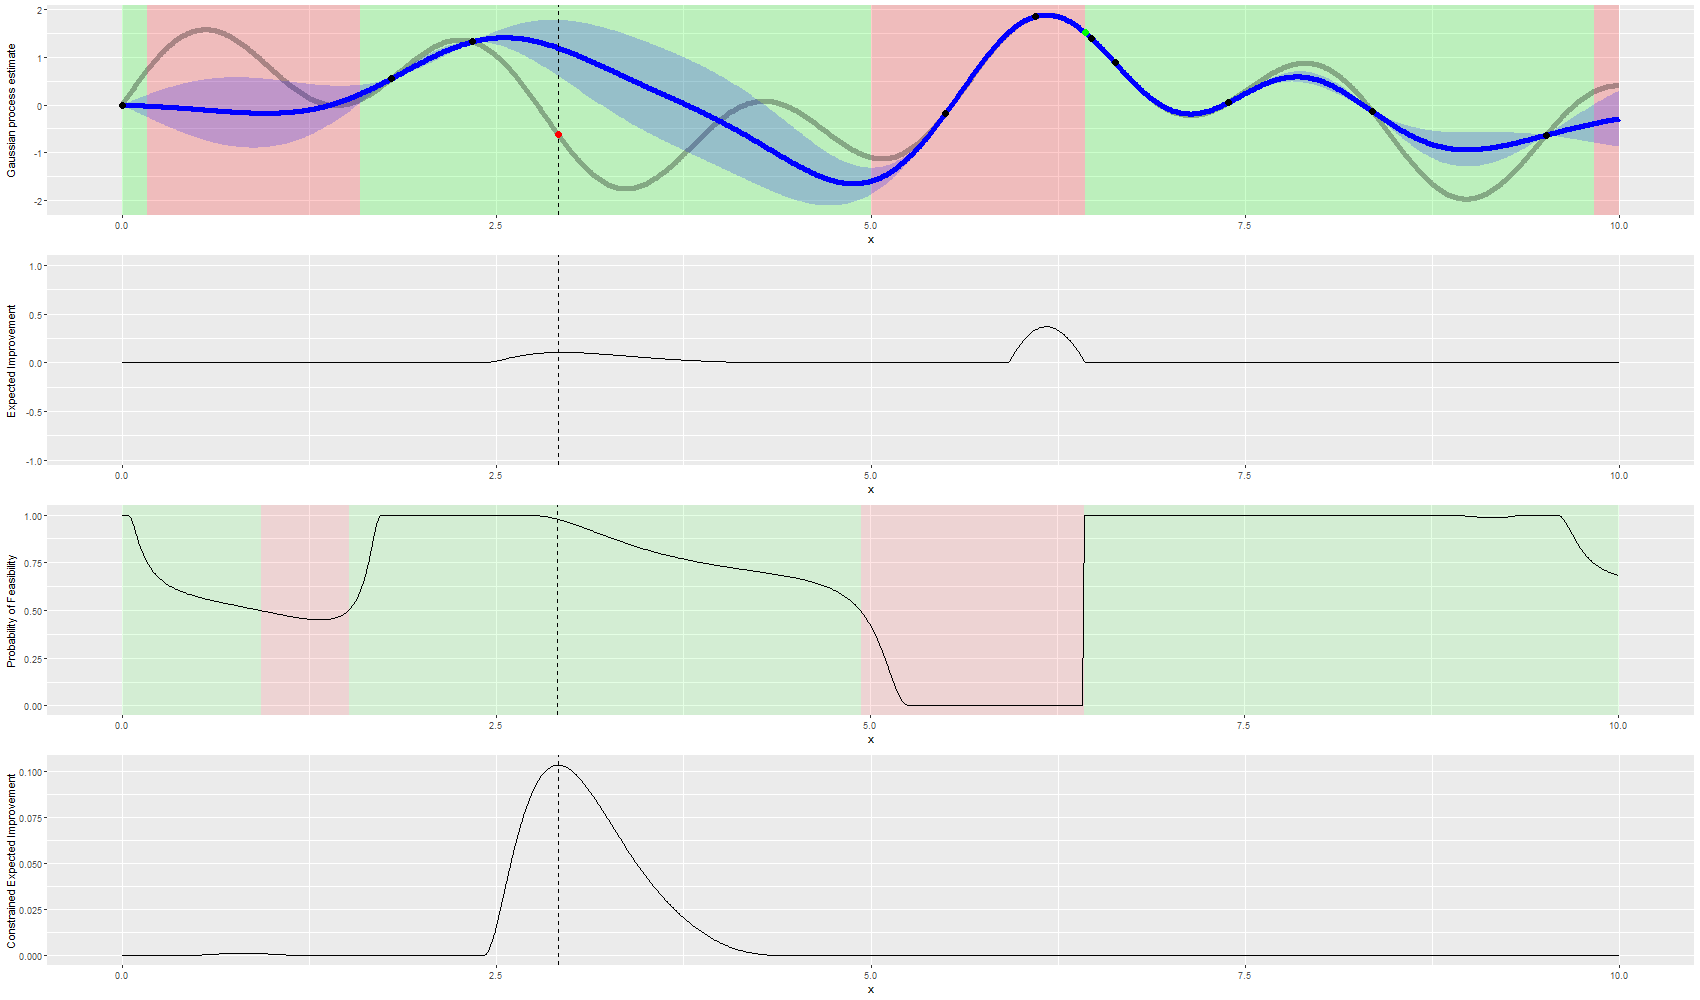 Gaussian process estimate
2
1
0
-1
-2
0.0 2.5 5.0 7.5 10.0
x
Expected Improvement
1.0
0.5
0.0
-0.5
-1.0
0.0 2.5 5.0 7.5 10.0
x
Probability of Feasibility
1.00
0.75
0.50
0.25
0.00
0.0 2.5 5.0 7.5 10.0
x
Constrained Expected Improvement
0.100
0.075
0.050
0.025
0.000
0.0 2.5 5.0 7.5 10.0
x